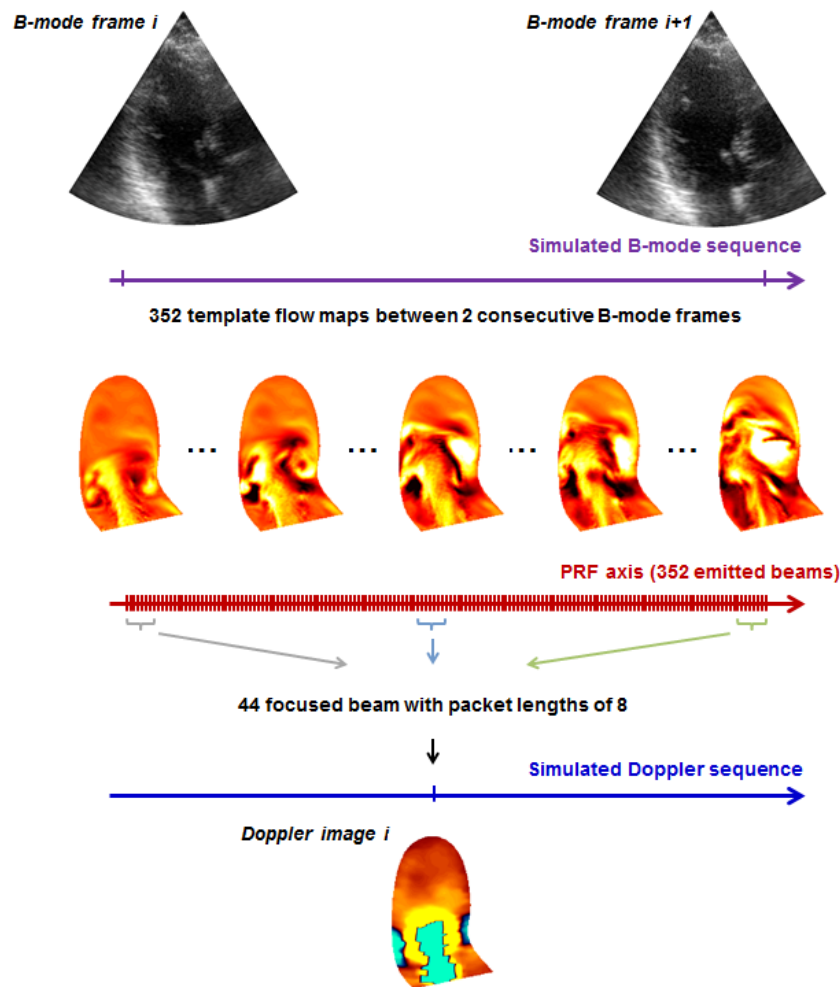 B-mode frame i
B-mode frame i+1
Simulated B-mode sequence
352 template flow maps between 2 consecutive B-mode frames
... ... ... ...
PRF axis (352 emitted beams)
44 focused beam with packet lengths of 8
Simulated Doppler sequence
Doppler image i